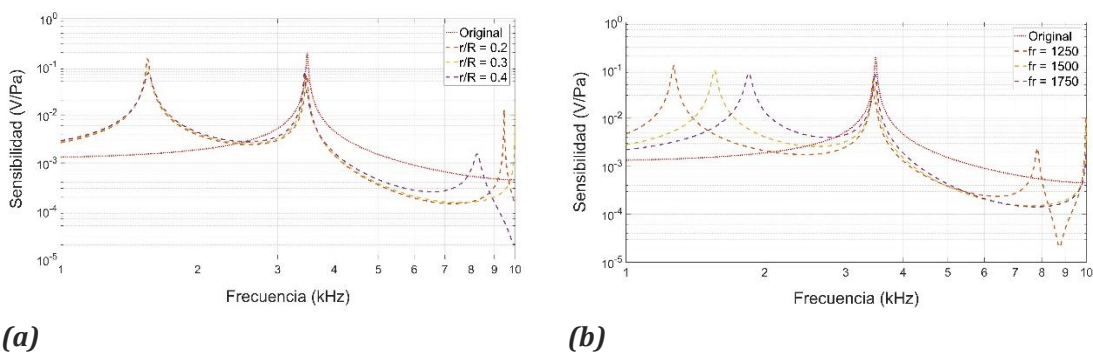 10^0
10^-1
10^-2
10^-3
10^-4
10^-5
Sensibilidad (V/Pa)
Original
r/R = 0.2
r/R = 0.3
r/R = 0.4
1 2 3 4 5 6 7 8 9 10
Frecuencia (kHz)
(a)
10^0
10^-1
10^-2
10^-3
10^-4
10^-5
Sensibilidad (V/Pa)
Original
fr = 1250
fr = 1500
fr = 1750
1 2 3 4 5 6 7 8 9 10
Frecuencia (kHz)
(b)